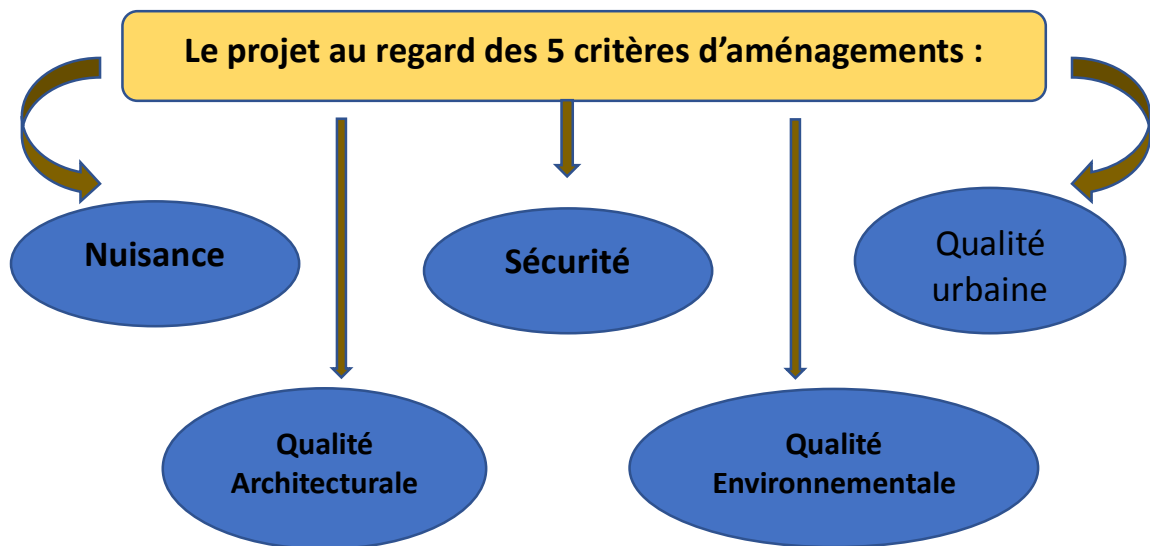 Le projet au regard des 5 critères d’aménagements :
Nuisance
Sécurité
Qualité
urbaine
Qualité
Architecturale
Qualité
Environnementale